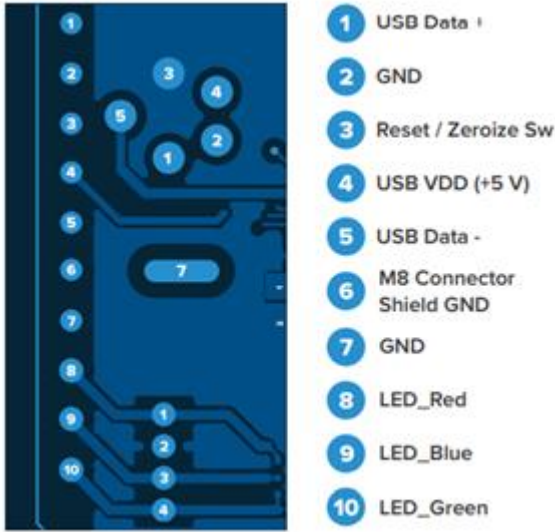 1
2
3
4
5
6
7
8
9
10
3
4
5
2
1
7
1
2
3
4
1 USB Data +
2 GND
3 Reset / Zeroize Sw
4 USB VDD (+5 V)
5 USB Data -
6 M8 Connector
Shield GND
7 GND
8 LED_Red
9 LED_Blue
10 LED_Green